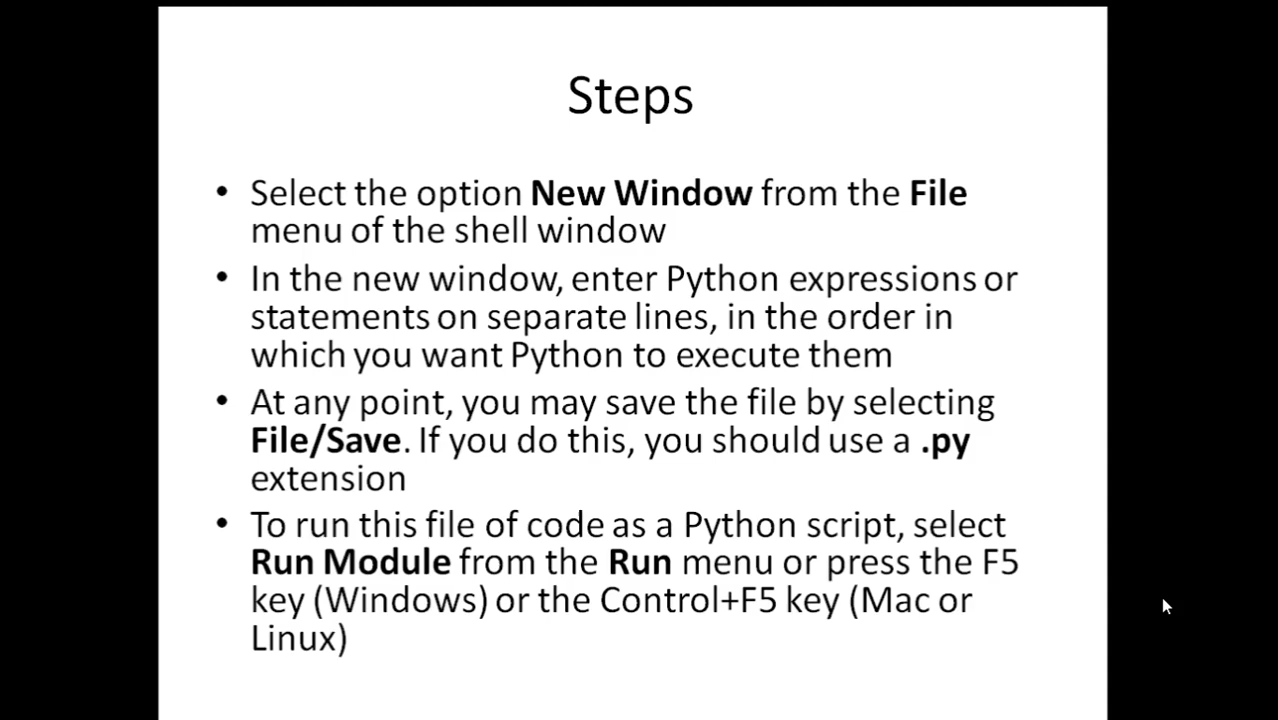 Steps
• Select the option New Window from the File
menu of the shell window
• In the new window, enter Python expressions or
statements on separate lines, in the order in
which you want Python to execute them
• At any point, you may save the file by selecting
File/Save. If you do this, you should use a .py
extension
• To run this file of code as a Python script, select
Run Module from the Run menu or press the F5
key (Windows) or the Control+F5 key (Mac or
Linux)